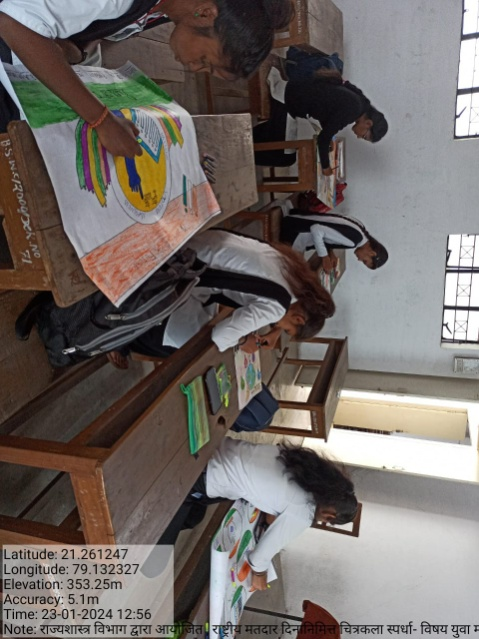 Latitude: 21.261247
Longitude: 79.132327
Elevation: 353.25m
Accuracy: 5.1m
Time: 23-01-2024 12:56
Note: राज्यशास्त्र विभाग द्वारा आयोजित राष्ट्रीय मतदार दिनानिमित्त चित्रकला स्पर्धा- विषय युवा म